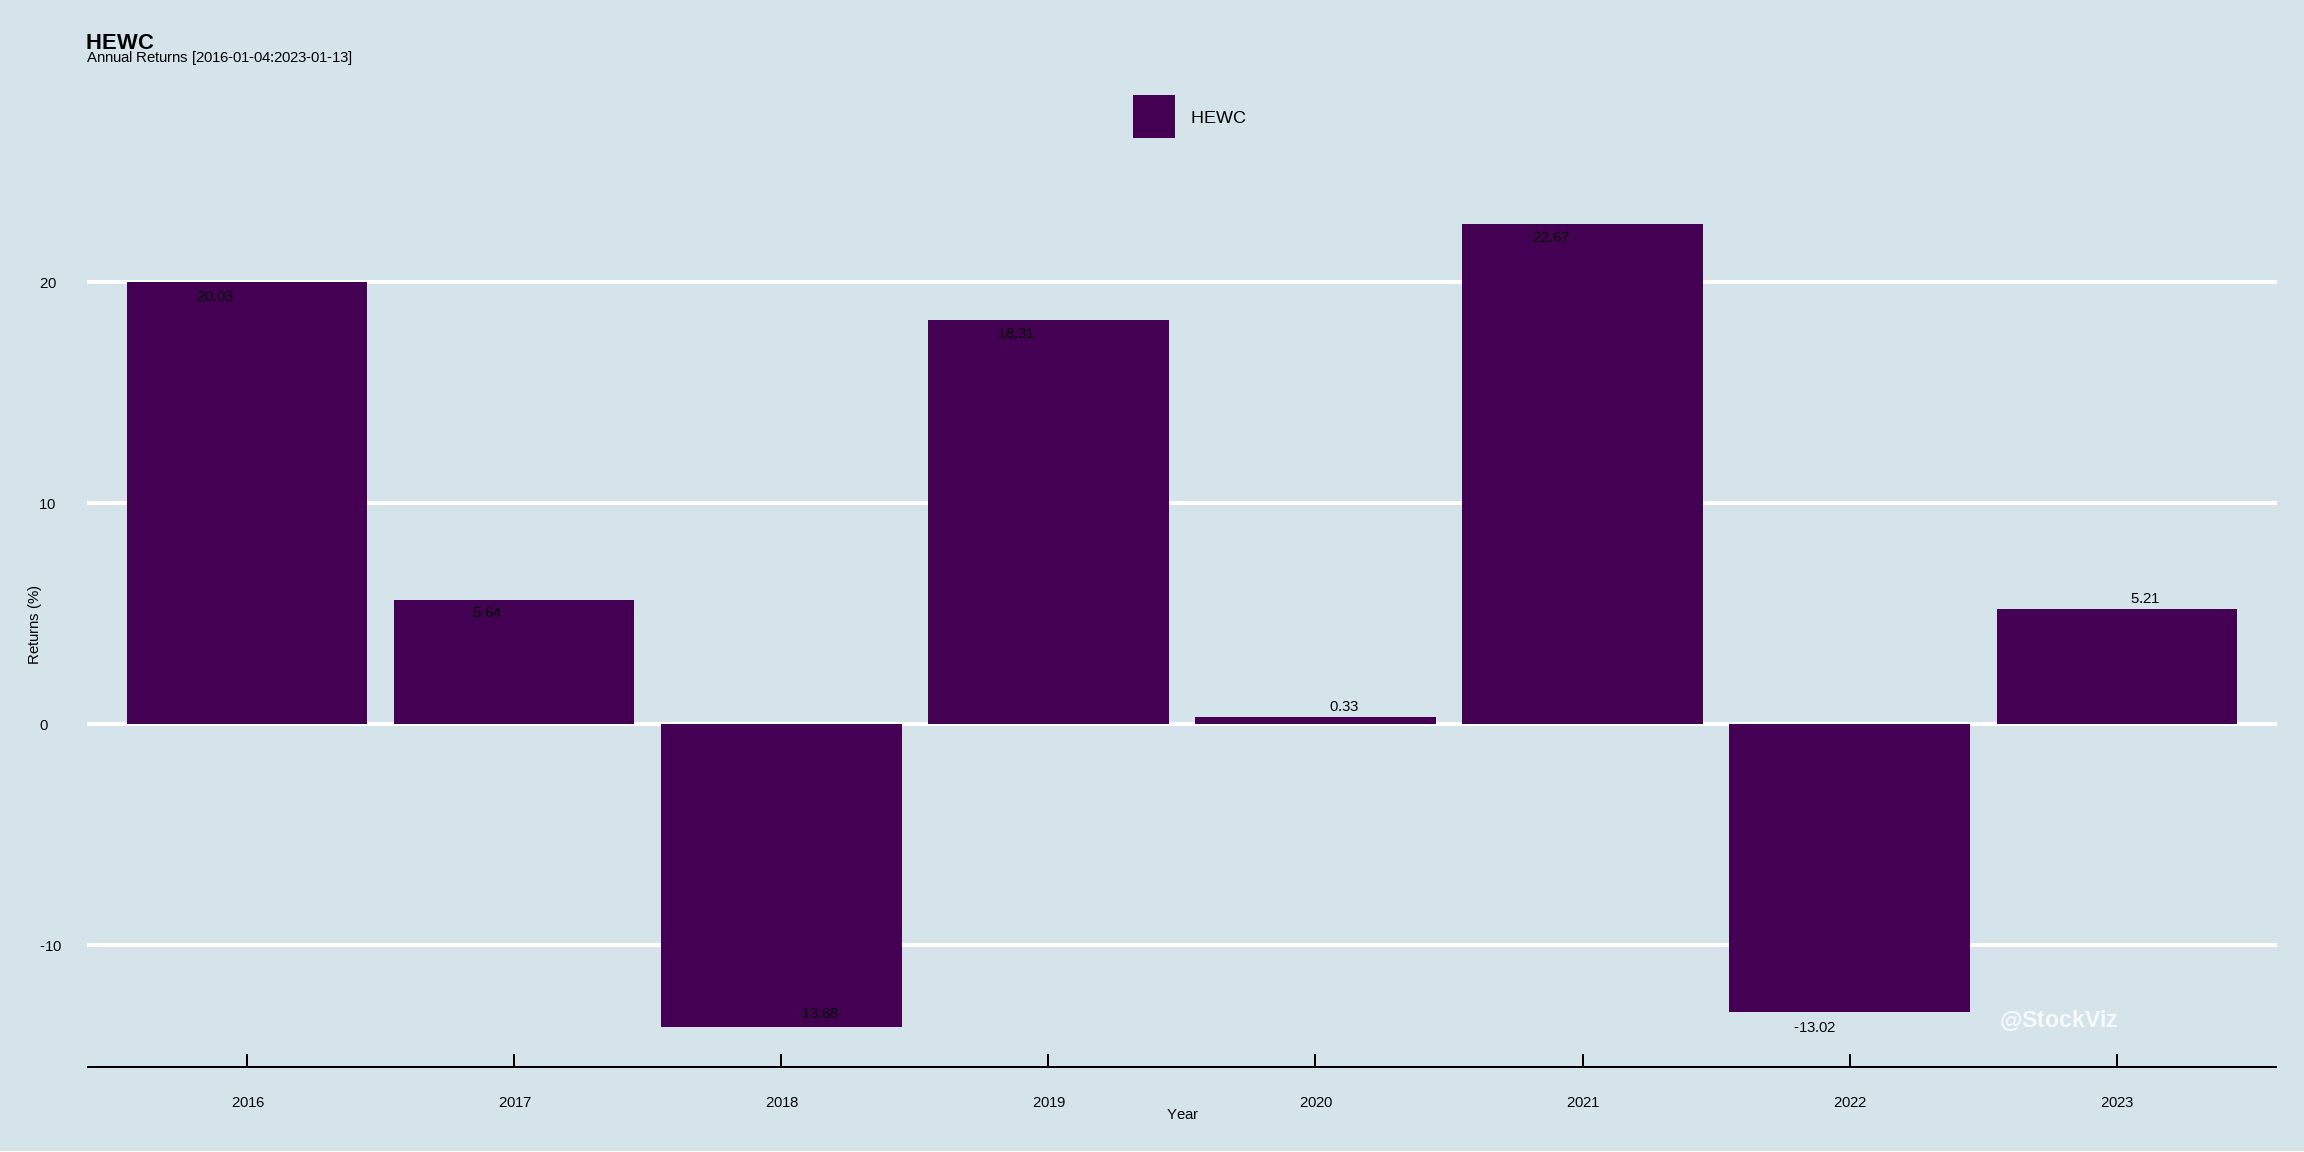 HEWC
Annual Returns [2016-01-04:2023-01-13]
HEWC
22.67
20
20.03
18.31
10
Returns (%)
5.21
5.64
0.33
0
-10
-13.68
@StockViz
-13.02
2016 2017 2018 2019 2020 2021 2022 2023
Year